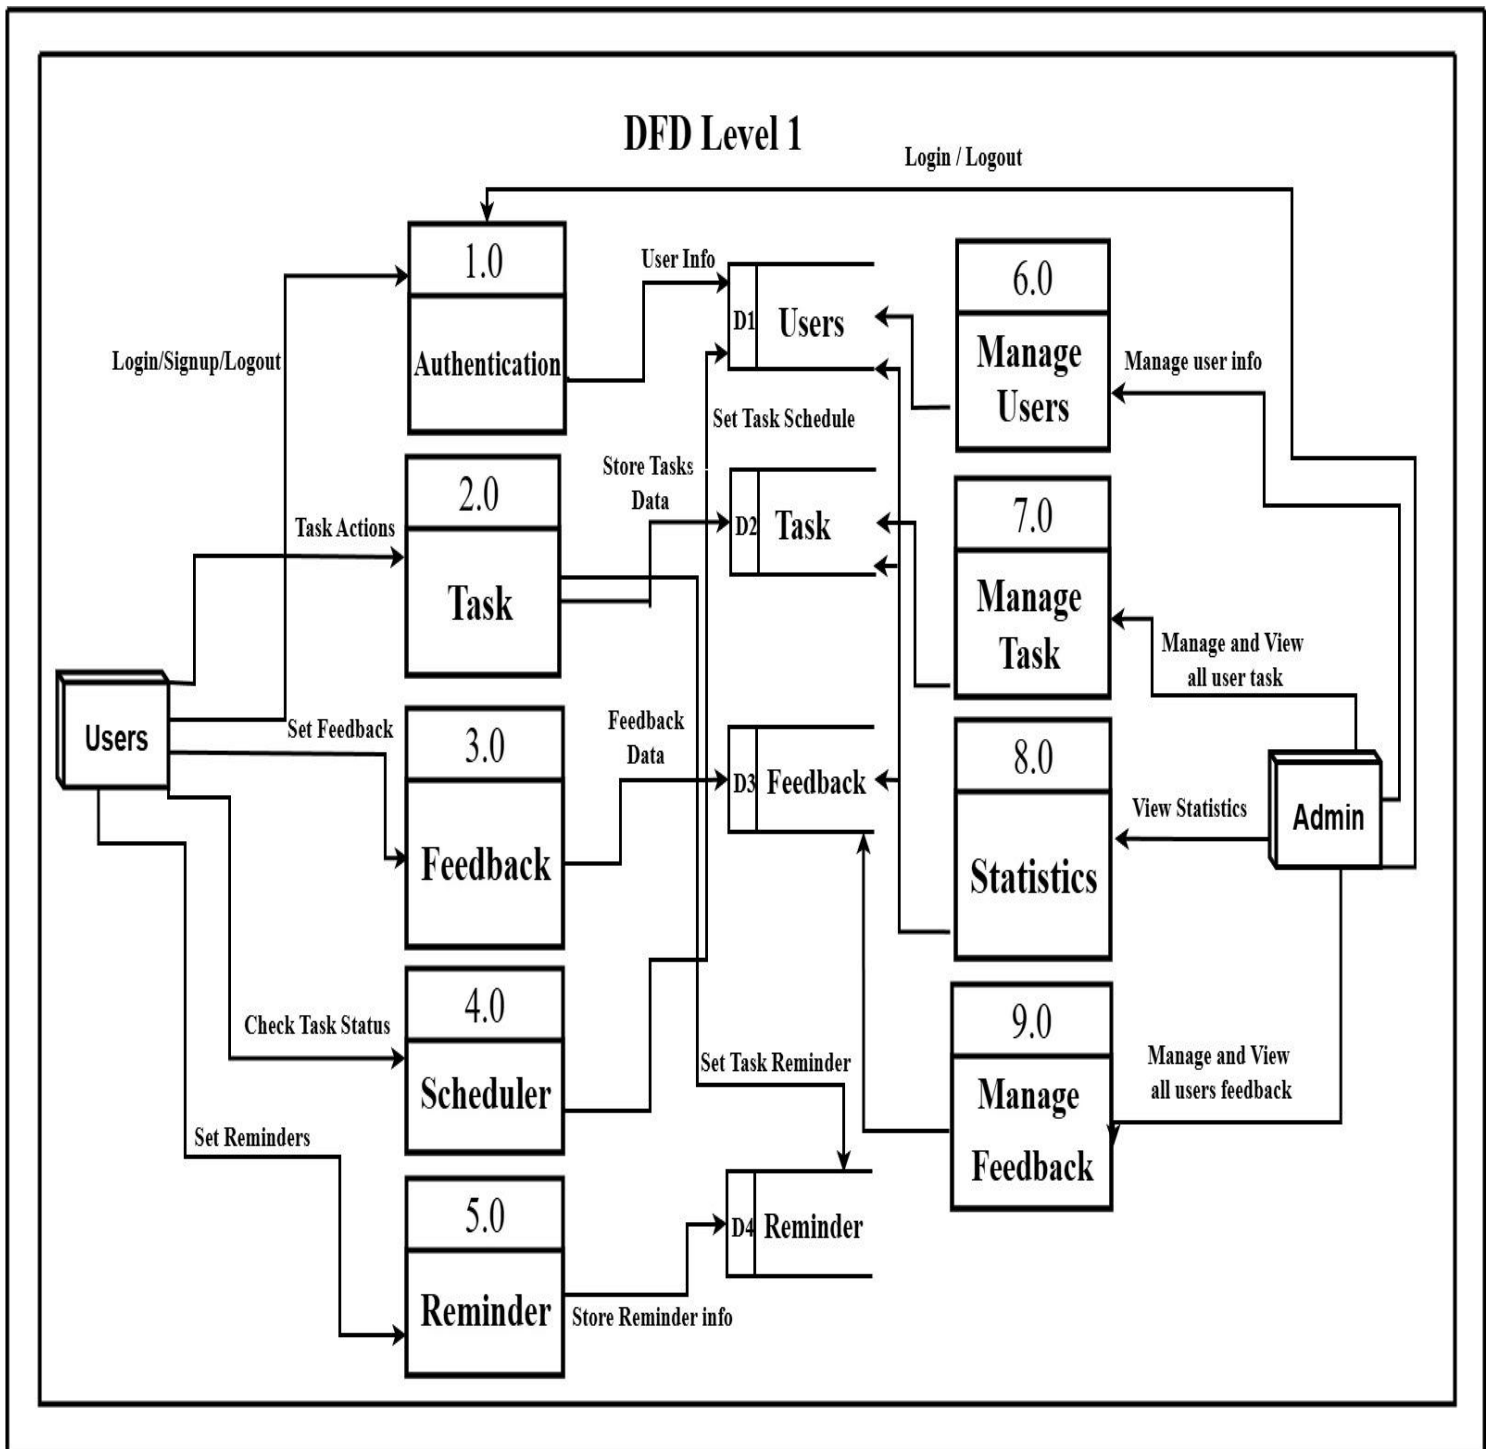 DFD Level 1
Login / Logout
1.0
Authentication
User Info
D1
Users
6.0
Manage
Users
Manage user info
Login/Signup/Logout
Set Task Schedule
2.0
Task
Task Actions
Store Tasks
Data
D2
Task
7.0
Manage
Task
Manage and View
all user task
Users
Set Feedback
3.0
Feedback
Feedback
Data
D3
Feedback
8.0
Statistics
View Statistics
Admin
4.0
Scheduler
Check Task Status
Set Task Reminder
9.0
Manage
Feedback
Manage and View
all users feedback
Set Reminders
5.0
Reminder
Store Reminder info
D4
Reminder